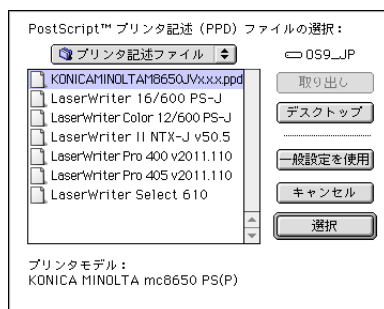 PostScript™ プリンタ記述 (PPD) ファイルの選択：
プリンタ記述ファイル
OS9_JP
KONICAMINOLTAM8650JVx.x.x.ppd
LaserWriter 16/600 PS-J
LaserWriter Color 12/600 PS-J
LaserWriter II NTX-J v50.5
LaserWriter Pro 400 v2011.110
LaserWriter Pro 405 v2011.110
LaserWriter Select 610
取り出し
デスクトップ
一般設定を使用
キャンセル
選択
プリンタモデル：
KONICA MINOLTA mc8650 PS(P)